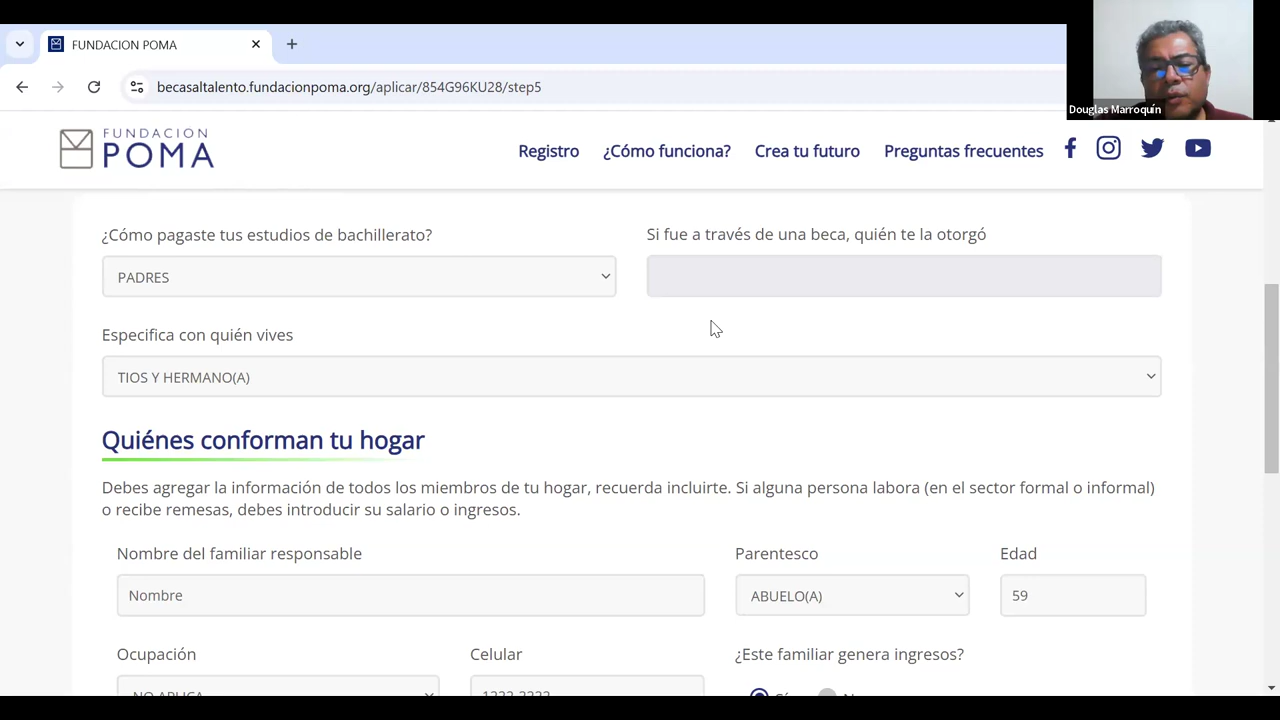 FUNDACION POMA
becasaltalento.fundacionpoma.org/aplicar/854G96KU28/step5
Douglas Marroquín
FUNDACION
POMA
Registro
¿Cómo funciona?
Crea tu futuro
Preguntas frecuentes
¿Cómo pagaste tus estudios de bachillerato?
Si fue a través de una beca, quién te la otorgó
PADRES
Especifica con quién vives
TIOS Y HERMANO(A)
Quiénes conforman tu hogar
Debes agregar la información de todos los miembros de tu hogar, recuerda incluirte. Si alguna persona labora (en el sector formal o informal)
o recibe remesas, debes introducir su salario o ingresos.
Nombre del familiar responsable
Parentesco
Edad
Nombre
ABUELO(A)
59
Ocupación
Celular
¿Este familiar genera ingresos?
NO APLICA